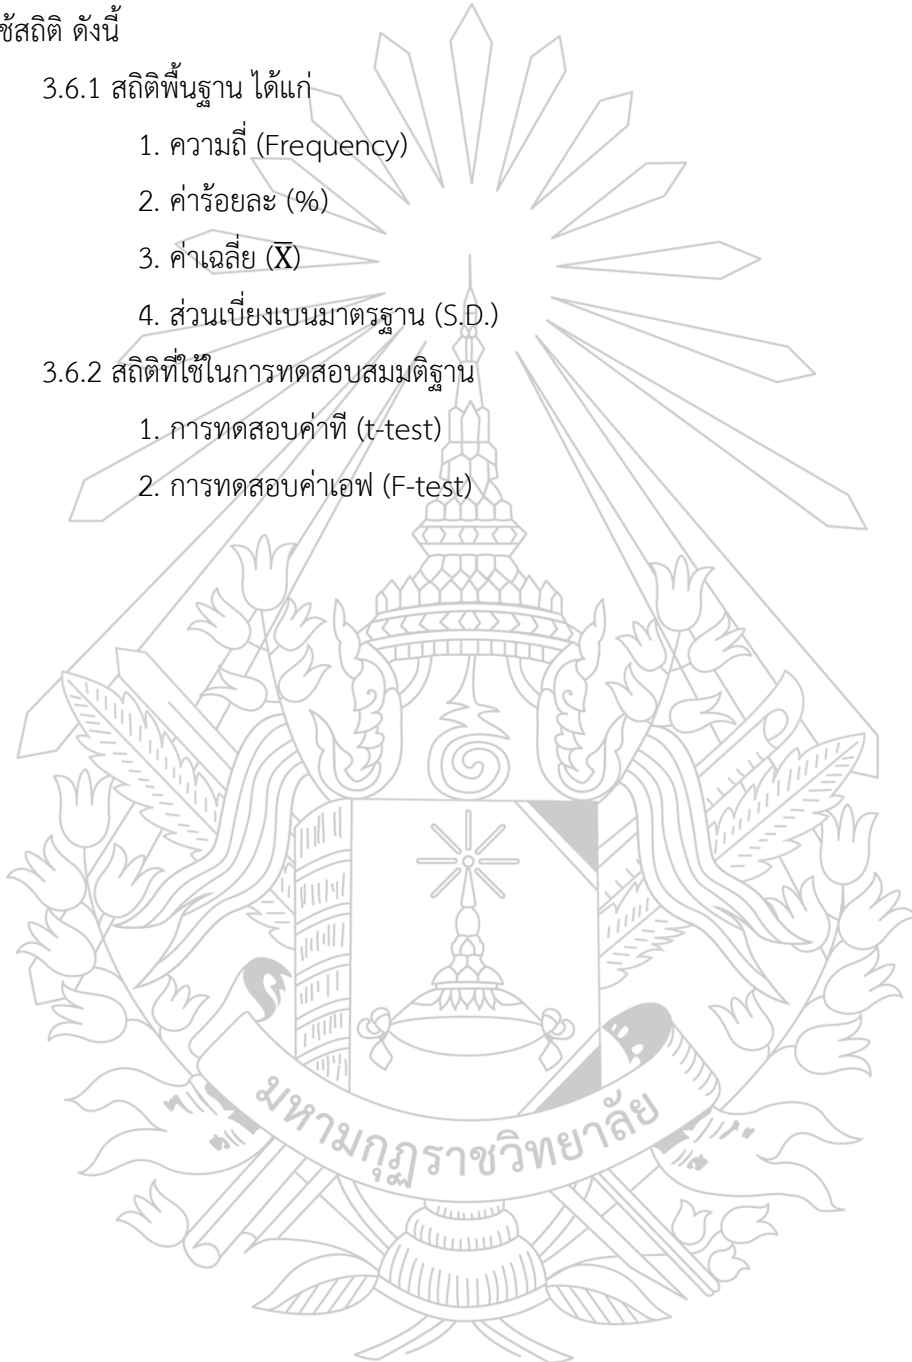 ช้สถิติ ดังนี้
3.6.1 สถิติพื้นฐาน ได้แก่
1. ความถี่ (Frequency)
2. ค่าร้อยละ (%)
3. ค่าเฉลี่ย (X̅)
4. ส่วนเบี่ยงเบนมาตรฐาน (S.D.)
3.6.2 สถิติที่ใช้ในการทดสอบสมมติฐาน
1. การทดสอบค่าที (t-test)
2. การทดสอบค่าเอฟ (F-test)
มหามกุฏราชวิทยาลัย